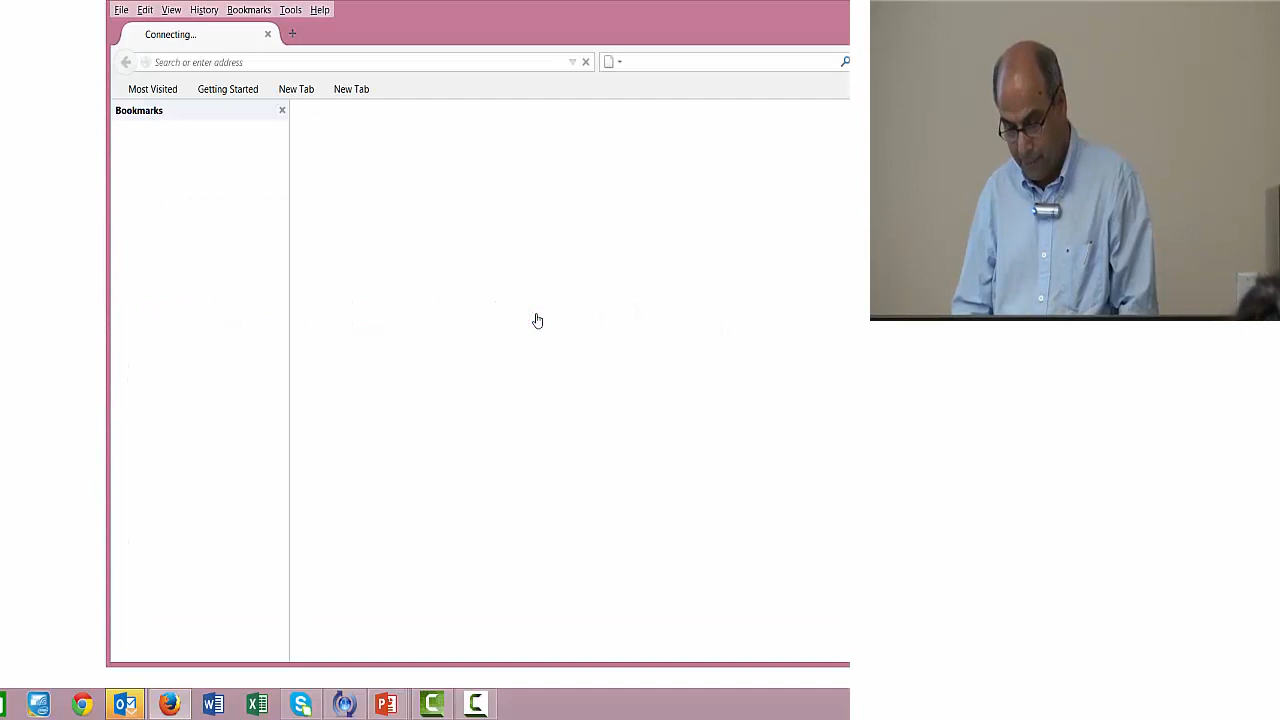 File Edit View History Bookmarks Tools Help
Connecting...
Search or enter address
Most Visited Getting Started New Tab New Tab
Bookmarks